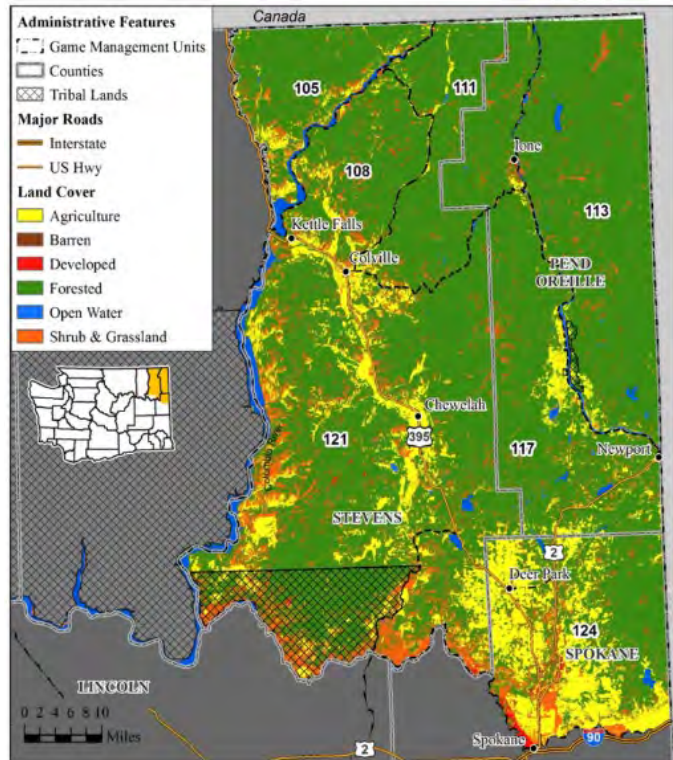 Canada
Administrative Features
Game Management Units
Counties
Tribal Lands
Major Roads
Interstate
US Hwy
Land Cover
Agriculture
Barren
Developed
Forested
Open Water
Shrub & Grassland
105
111
108
Ione
113
Kettle Falls
Colville
PEND
OREILLE
Chewelah
395
121
117
Newport
STEVENS
2
Deer Park
124
SPOKANE
LINCOLN
0 2 4 6 8 10
Miles
2
Spokane
90